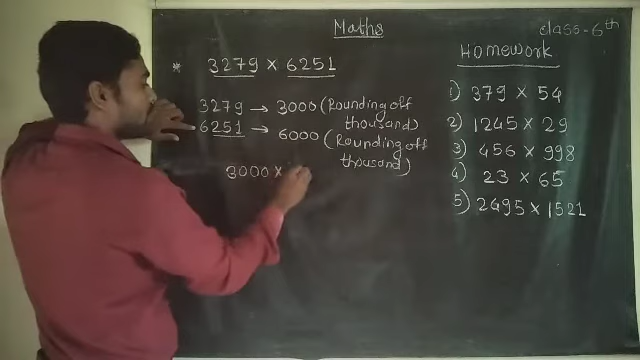 Maths
class-6th
* 3279 × 6251
3279 → 3000 (Rounding off
thousand)
6251 → 6000 (Rounding off
thousand)
3000 ×
Homework
1) 379 × 54
2) 1245 × 29
3) 456 × 998
4) 23 × 65
5) 2495 × 1521